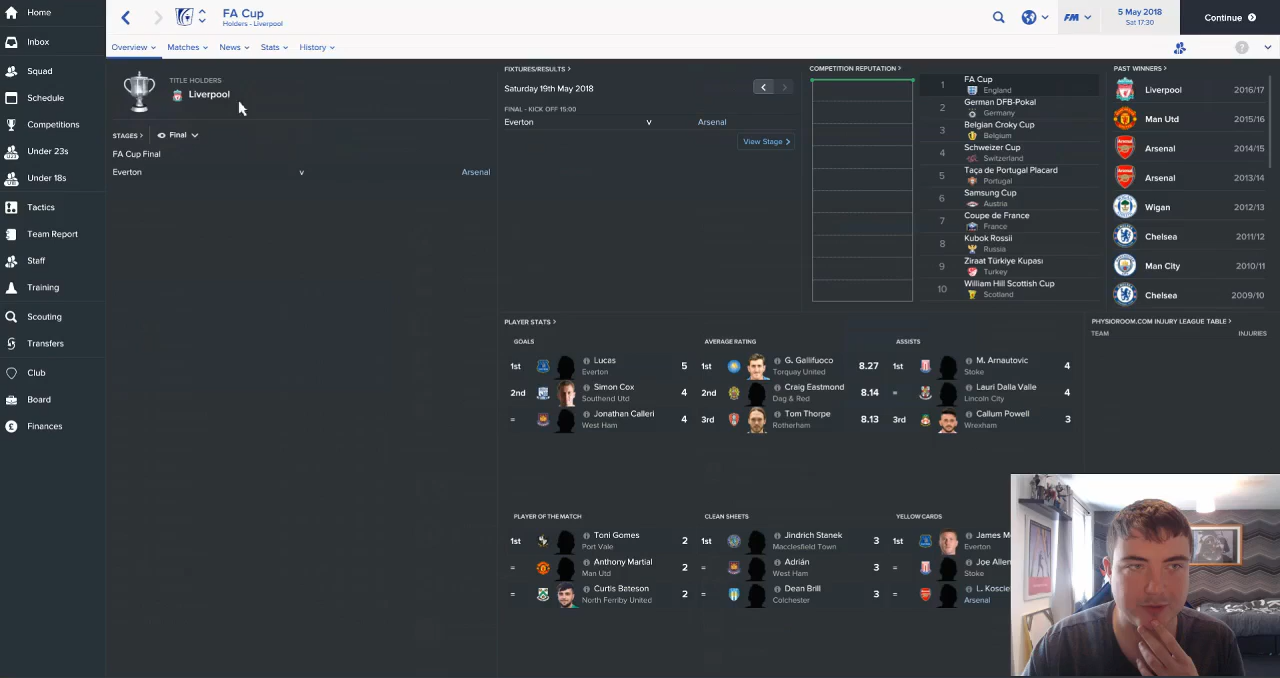 Home
Inbox
Squad
Schedule
Competitions
Under 23s
Under 18s
Tactics
Team Report
Staff
Training
Scouting
Transfers
Club
Board
Finances
FA Cup
Holders - Liverpool
FM
5 May 2018
Sat 17:30
Continue
Overview
Matches
News
Stats
History
?
TITLE HOLDERS
Liverpool
STAGES >
Final
FA Cup Final
Everton v Arsenal
FIXTURES/RESULTS >
Saturday 19th May 2018
FINAL - KICK OFF 15:00
Everton v Arsenal
View Stage >
COMPETITION REPUTATION >
1 FA Cup
England
2 German DFB-Pokal
Germany
3 Belgian Croky Cup
Belgium
4 Schweizer Cup
Switzerland
5 Taça de Portugal Placard
Portugal
6 Samsung Cup
Austria
7 Coupe de France
France
8 Kubok Rossii
Russia
9 Ziraat Türkiye Kupası
Turkey
10 William Hill Scottish Cup
Scotland
PAST WINNERS >
Liverpool 2016/17
Man Utd 2015/16
Arsenal 2014/15
Arsenal 2013/14
Wigan 2012/13
Chelsea 2011/12
Man City 2010/11
Chelsea 2009/10
PLAYER STATS >
GOALS
1st Lucas 5
Everton
2nd Simon Cox 4
Southend Utd
= Jonathan Calleri 4
West Ham
AVERAGE RATING
1st G. Gallifuoco 8.27
Torquay United
2nd Craig Eastmond 8.14
Dag & Red
3rd Tom Thorpe 8.13
Rotherham
ASSISTS
1st M. Arnautovic 4
Stoke
= Lauri Dalla Valle 4
Lincoln City
3rd Callum Powell 3
Wrexham
PHYSIOROOM.COM INJURY LEAGUE TABLE >
TEAM INJURIES
PLAYER OF THE MATCH
1st Toni Gomes 2
Port Vale
= Anthony Martial 2
Man Utd
= Curtis Bateson 2
North Ferriby United
CLEAN SHEETS
1st Jindrich Stanek 3
Macclesfield Town
= Adrián 3
West Ham
= Dean Brill 3
Colchester
YELLOW CARDS
1st James M
Everton
= Joe Allen
Stoke
= L. Koscie
Arsenal